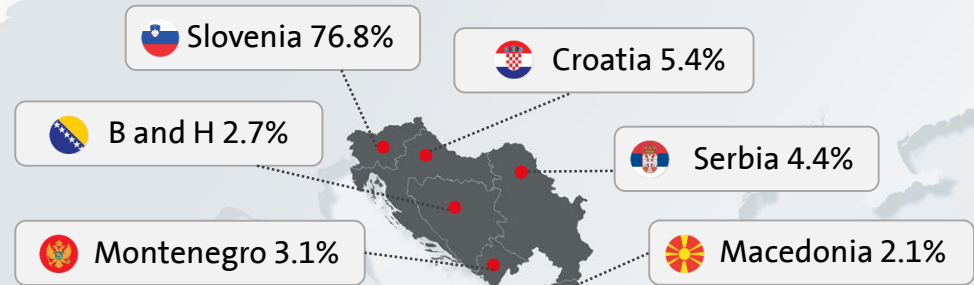 Slovenia 76.8%
Croatia 5.4%
B and H 2.7%
Serbia 4.4%
Montenegro 3.1%
Macedonia 2.1%